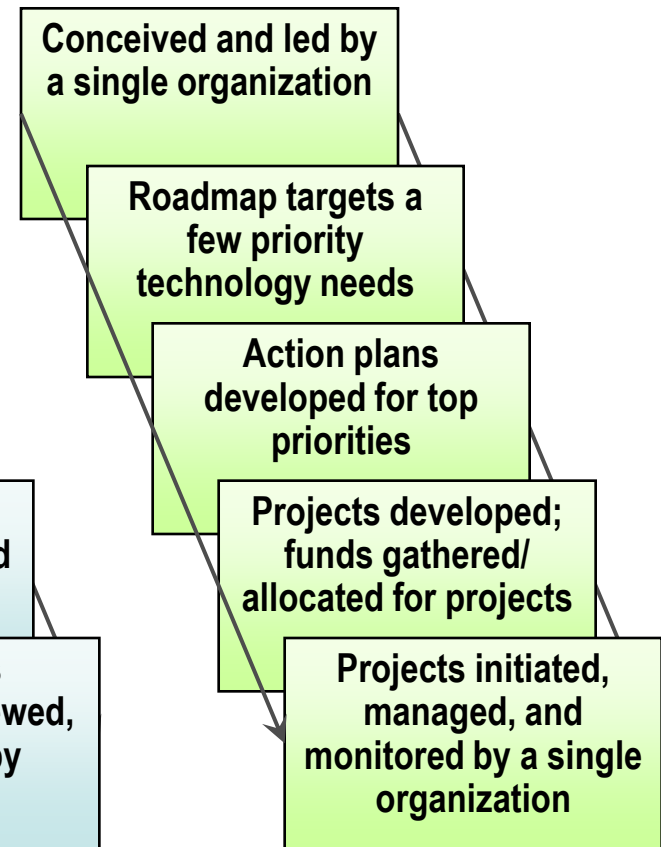 Conceived and led by
a single organization
Roadmap targets a
few priority
technology needs
Action plans
developed for top
priorities
Projects developed;
funds gathered/
allocated for projects
Projects initiated,
managed, and
monitored by a single
organization